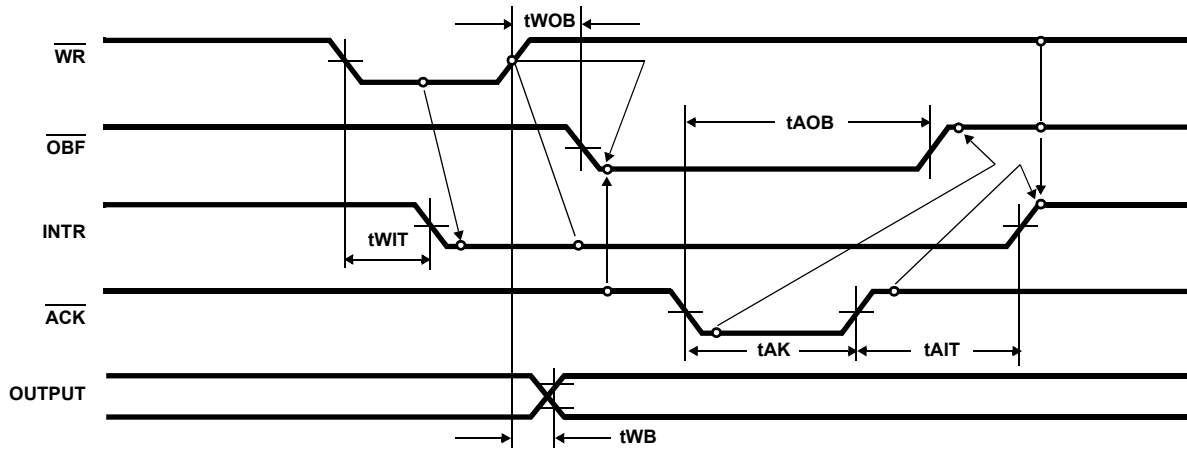 tWOB
WR
tAOB
OBF
INTR
tWIT
ACK
tAK
tAIT
OUTPUT
tWB